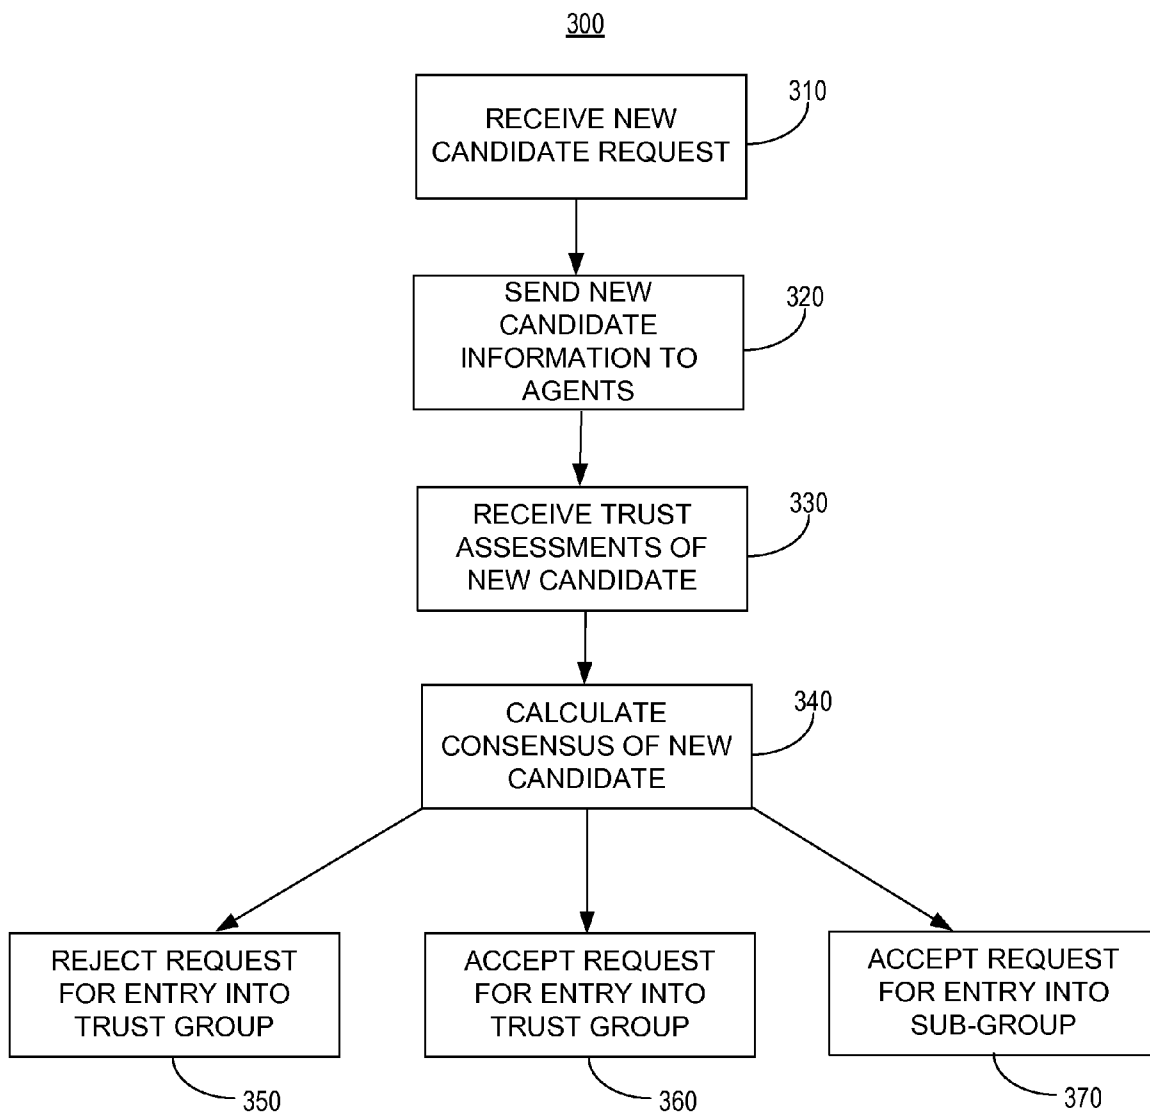 300
RECEIVE NEW
CANDIDATE REQUEST
310
SEND NEW
CANDIDATE
INFORMATION TO
AGENTS
320
RECEIVE TRUST
ASSESSMENTS OF
NEW CANDIDATE
330
CALCULATE
CONSENSUS OF NEW
CANDIDATE
340
REJECT REQUEST
FOR ENTRY INTO
TRUST GROUP
350
ACCEPT REQUEST
FOR ENTRY INTO
TRUST GROUP
360
ACCEPT REQUEST
FOR ENTRY INTO
SUB-GROUP
370